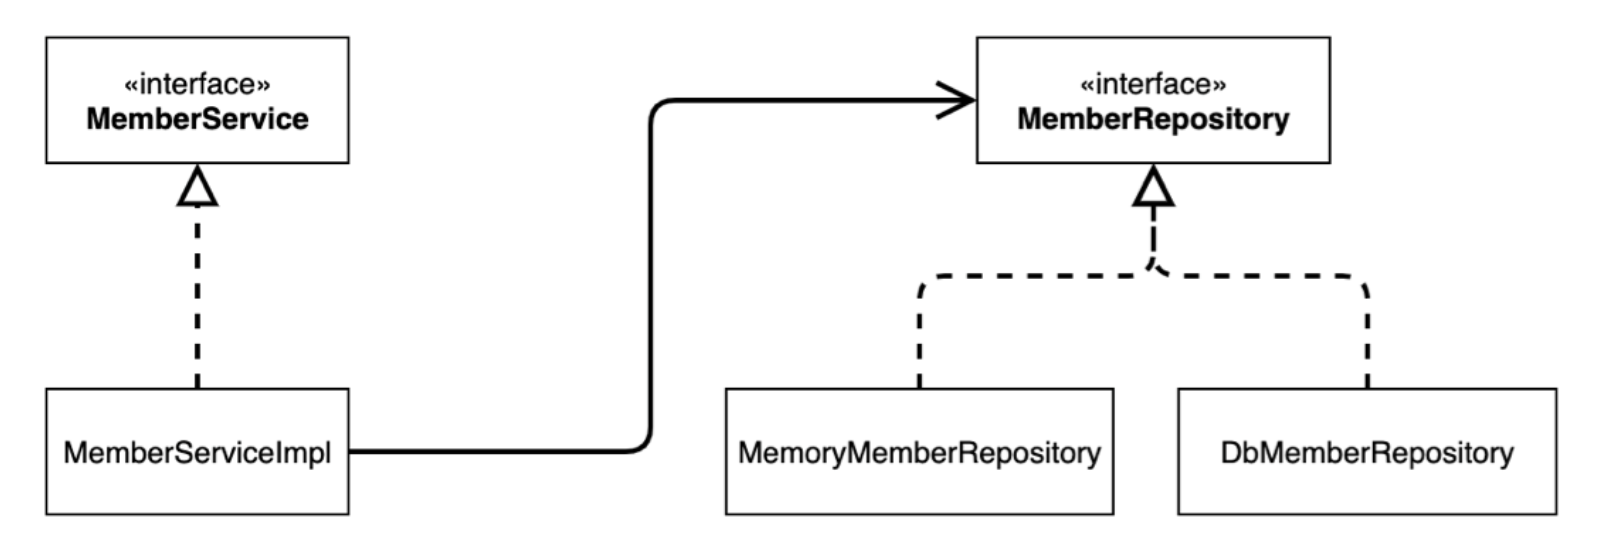 «interface»
MemberService
«interface»
MemberRepository
MemberServiceImpl
MemoryMemberRepository
DbMemberRepository